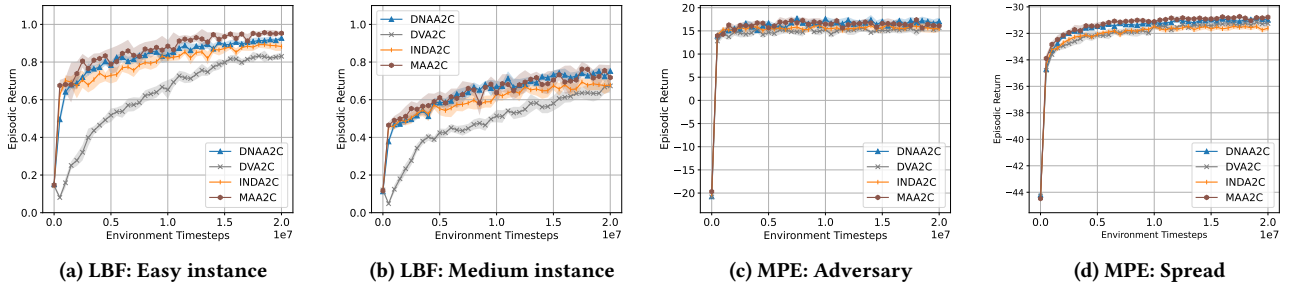 Episodic Return
1.0
0.8
0.6
0.4
0.2
0.0
DNAA2C
DVA2C
INDA2C
MAA2C
0.0 0.5 1.0 1.5 2.0
Environment Timesteps 1e7
(a) LBF: Easy instance
Episodic Return
1.0
0.8
0.6
0.4
0.2
0.0
DNAA2C
DVA2C
INDA2C
MAA2C
0.0 0.5 1.0 1.5 2.0
Environment Timesteps 1e7
(b) LBF: Medium instance
Episodic Return
20
15
10
5
0
−5
−10
−15
−20
DNAA2C
DVA2C
INDA2C
MAA2C
0.0 0.5 1.0 1.5 2.0
Environment Timesteps 1e7
(c) MPE: Adversary
Episodic Return
−30
−32
−34
−36
−38
−40
−42
−44
DNAA2C
DVA2C
INDA2C
MAA2C
0.0 0.5 1.0 1.5 2.0
Environment Timesteps 1e7
(d) MPE: Spread